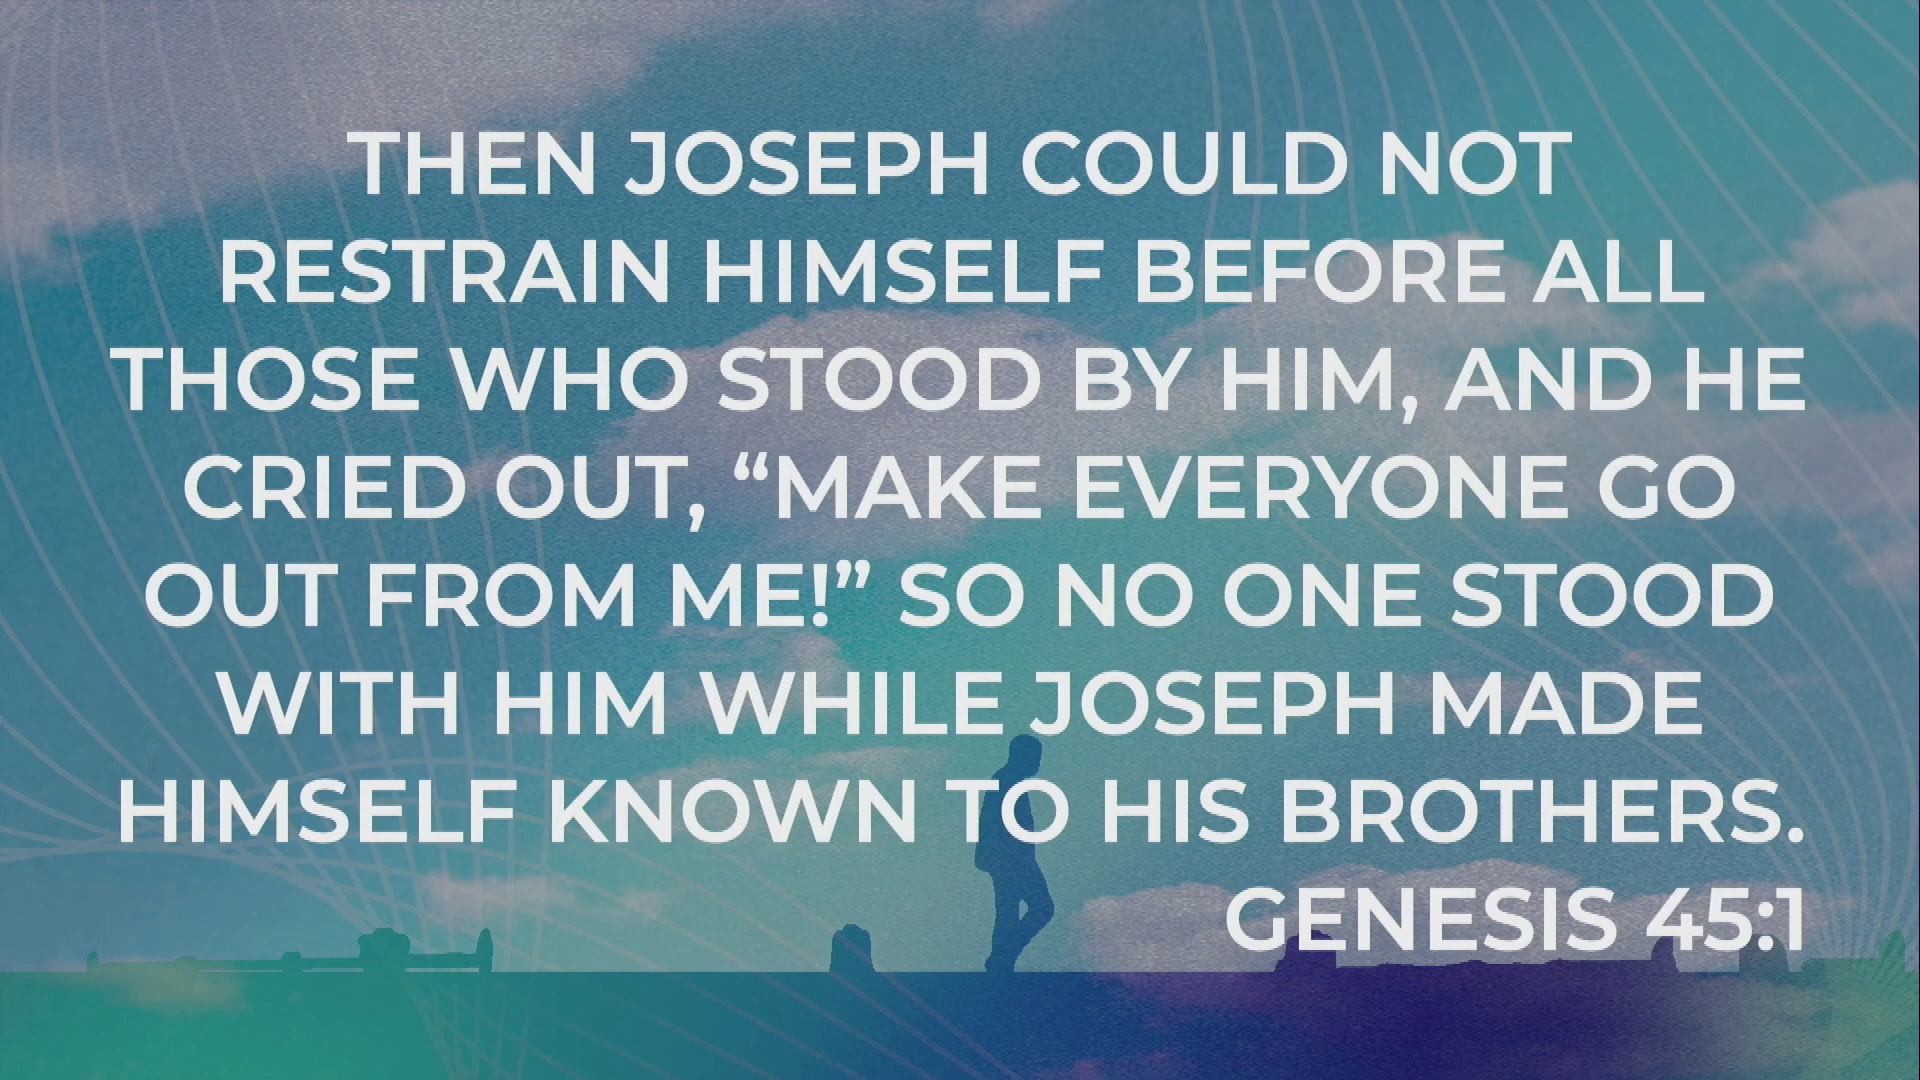 THEN JOSEPH COULD NOT
RESTRAIN HIMSELF BEFORE ALL
THOSE WHO STOOD BY HIM, AND HE
CRIED OUT, “MAKE EVERYONE GO
OUT FROM ME!” SO NO ONE STOOD
WITH HIM WHILE JOSEPH MADE
HIMSELF KNOWN TO HIS BROTHERS.
GENESIS 45:1